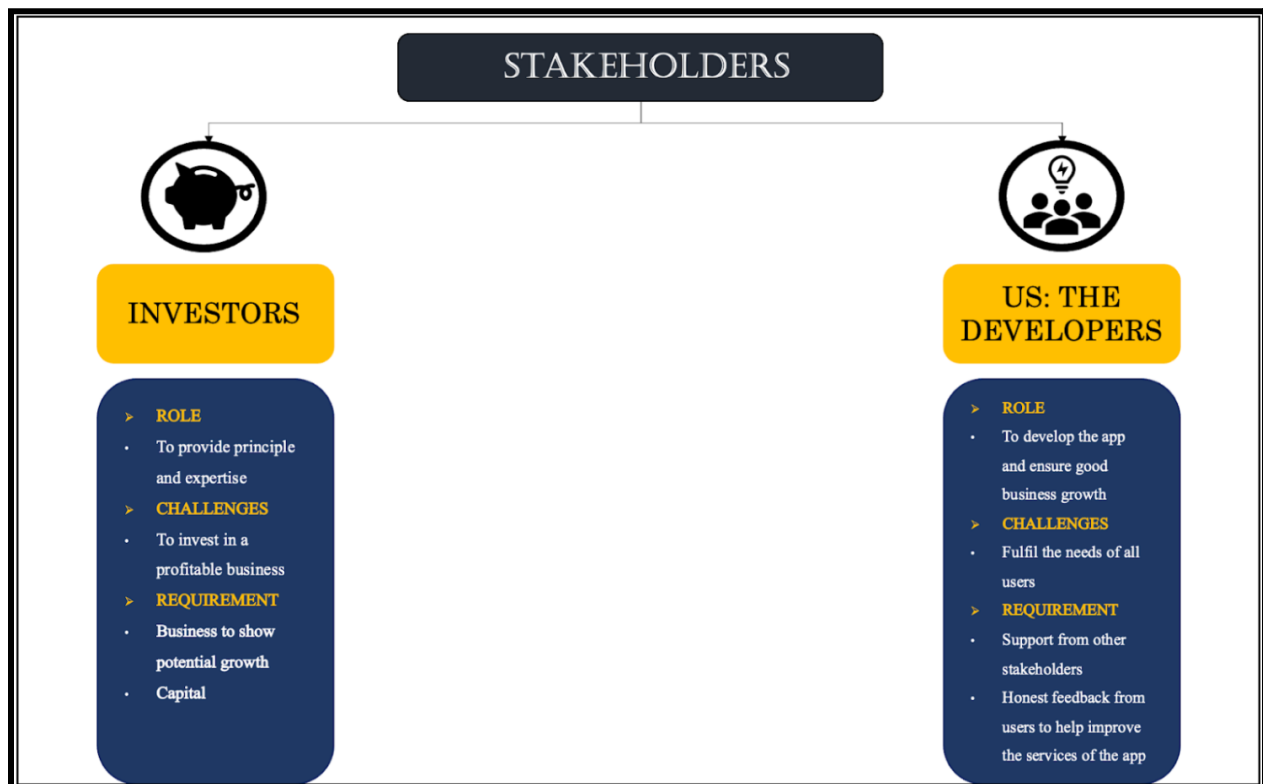 STAKEHOLDERS
INVESTORS
➢ ROLE
• To provide principle
and expertise
➢ CHALLENGES
• To invest in a
profitable business
➢ REQUIREMENT
• Business to show
potential growth
• Capital
US: THE
DEVELOPERS
➢ ROLE
• To develop the app
and ensure good
business growth
➢ CHALLENGES
• Fulfil the needs of all
users
➢ REQUIREMENT
• Support from other
stakeholders
• Honest feedback from
users to help improve
the services of the app